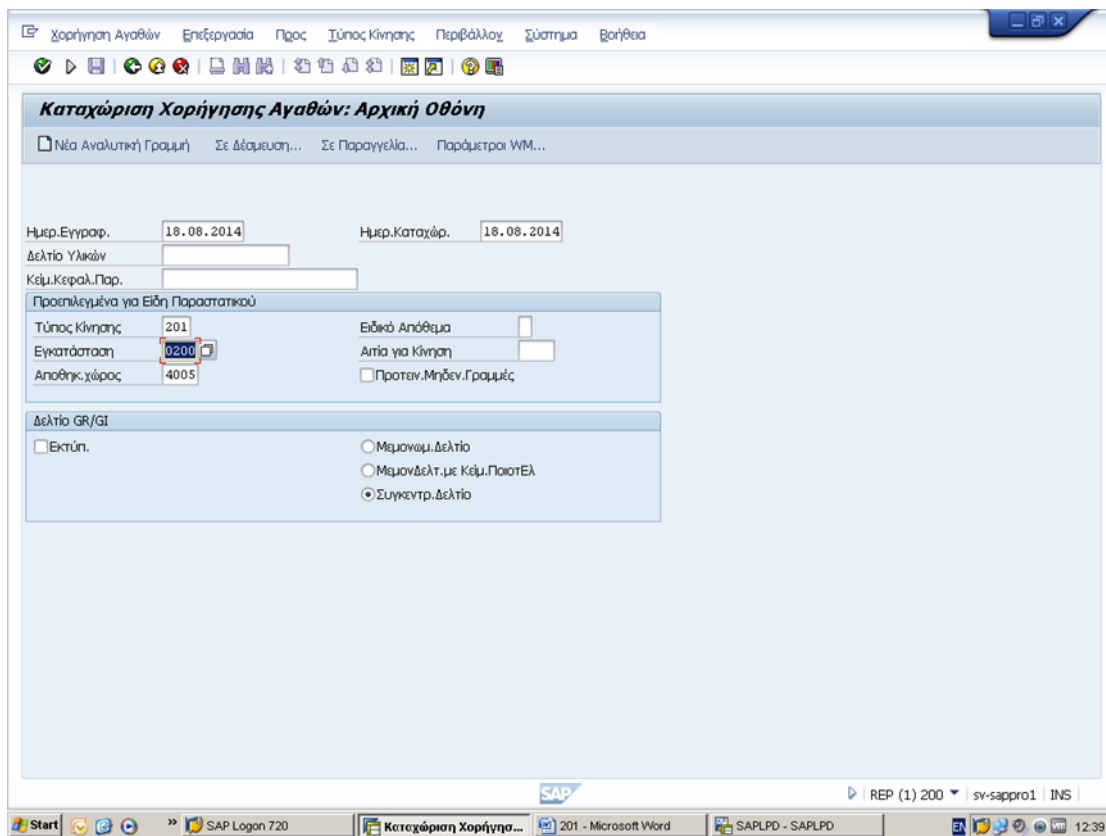 Χορήγηση Αγαθών Επεξεργασία Προς Τύπος Κίνησης Περιβάλλον Σύστημα Βοήθεια
Καταχώριση Χορήγησης Αγαθών: Αρχική Οθόνη
Νέα Αναλυτική Γραμμή Σε Δέσμευση... Σε Παραγγελία... Παράμετροι WM...
Ημερ.Εγγραφ. 18.08.2014 Ημερ.Καταχώρ. 18.08.2014
Δελτίο Υλικών
Κείμ.Κεφαλ.Παρ.
Προεπιλεγμένα για Είδη Παραστατικού
Τύπος Κίνησης 201 Ειδικό Απόθεμα
Εγκατάσταση 0200 Αιτία για Κίνηση
Αποθηκ.χώρος 4005 Προτειν.Μηδεν.Γραμμές
Δελτίο GR/GI
Εκτύπ. Μεμονωμ.Δελτίο
ΜεμονΔελτ.με Κείμ.ΠοιοτΕλ
Συγκεντρ.Δελτίο
SAP REP (1) 200 sv-sappro1 INS
Start » SAP Logon 720 Καταχώριση Χορήγησ... 201 - Microsoft Word SAPLPD - SAPLPD EN 12:39